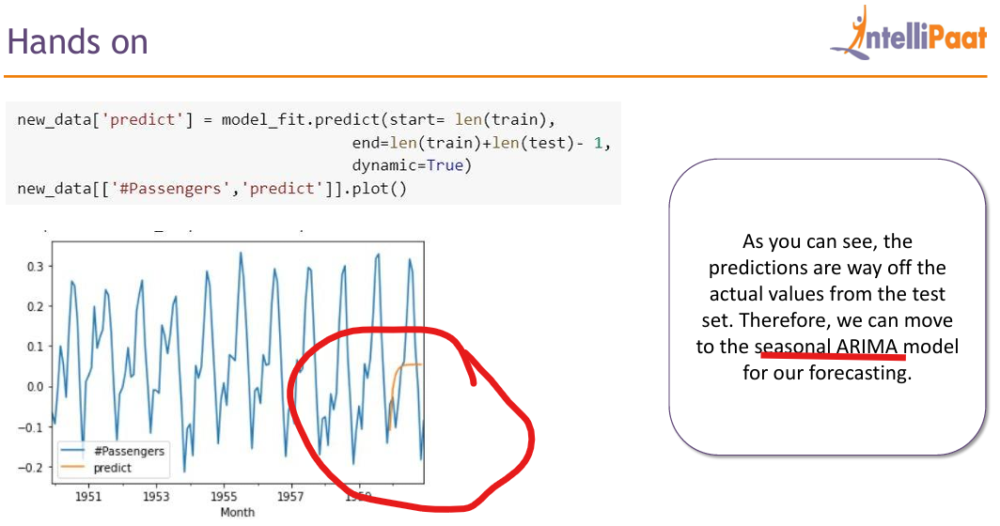 Hands on
IntelliPaat
new_data['predict'] = model_fit.predict(start= len(train),
end=len(train)+len(test)- 1,
dynamic=True)
new_data[['#Passengers','predict']].plot()
As you can see, the
predictions are way off the
actual values from the test
set. Therefore, we can move
to the seasonal ARIMA model
for our forecasting.
0.3
0.2
0.1
0.0
−0.1
−0.2
#Passengers
predict
1951 1953 1955 1957 1959
Month